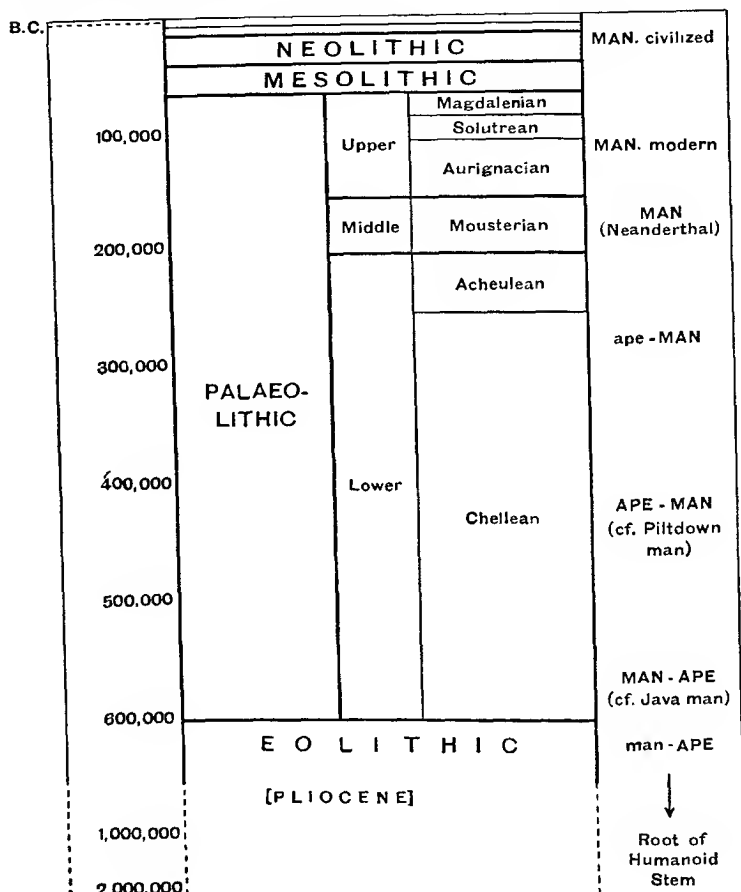 B.C.
NEOLITHIC
MAN. civilized
MESOLITHIC
Magdalenian
100,000
Solutrean
Upper
MAN. modern
Aurignacian
Middle
Mousterian
MAN
(Neanderthal)
200,000
Acheulean
ape-MAN
300,000
PALAEO-
LITHIC
400,000
Lower
Chellean
APE-MAN
(cf. Piltdown
man)
500,000
MAN-APE
(cf. Java man)
600,000
EOLITHIC
man-APE
[PLIOCENE]
1,000,000
Root of
Humanoid
Stem
2,000,000